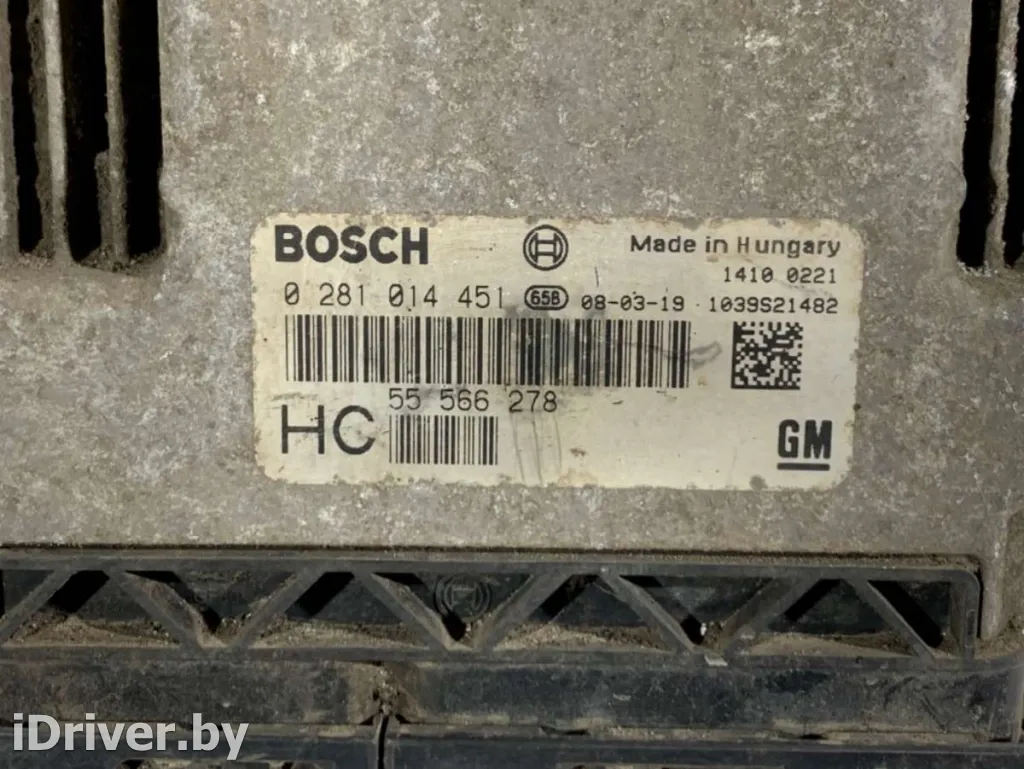 BOSCH Made in Hungary
1410 0221
0 281 014 451 658 08-03-19 1039S21482
55 566 278
HC GM
iDriver.by